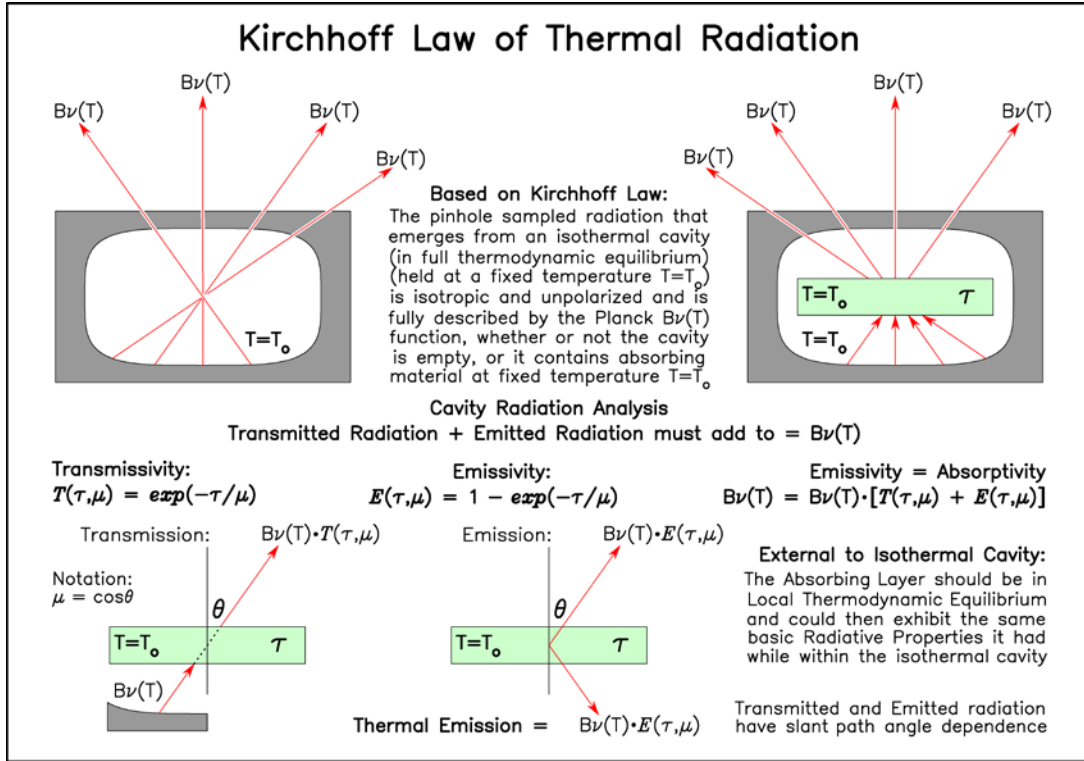 Kirchhoff Law of Thermal Radiation
Bν(T)
Bν(T)
Bν(T)
Bν(T)
T=Tₒ
Based on Kirchhoff Law:
The pinhole sampled radiation that
emerges from an isothermal cavity
(in full thermodynamic equilibrium)
(held at a fixed temperature T=Tₒ)
is isotropic and unpolarized and is
fully described by the Planck Bν(T)
function, whether or not the cavity
is empty, or it contains absorbing
material at fixed temperature T=Tₒ
Bν(T)
Bν(T)
Bν(T)
Bν(T)
T=Tₒ τ
T=Tₒ
Cavity Radiation Analysis
Transmitted Radiation + Emitted Radiation must add to = Bν(T)
Transmissivity:
T(τ,μ) = exp(−τ/μ)
Emissivity:
E(τ,μ) = 1 − exp(−τ/μ)
Emissivity = Absorptivity
Bν(T) = Bν(T)·[T(τ,μ) + E(τ,μ)]
Transmission:
Bν(T)·T(τ,μ)
Notation:
μ = cosθ
θ
T=Tₒ τ
Bν(T)
Emission:
Bν(T)·E(τ,μ)
θ
T=Tₒ τ
Thermal Emission = Bν(T)·E(τ,μ)
External to Isothermal Cavity:
The Absorbing Layer should be in
Local Thermodynamic Equilibrium
and could then exhibit the same
basic Radiative Properties it had
while within the isothermal cavity
Transmitted and Emitted radiation
have slant path angle dependence